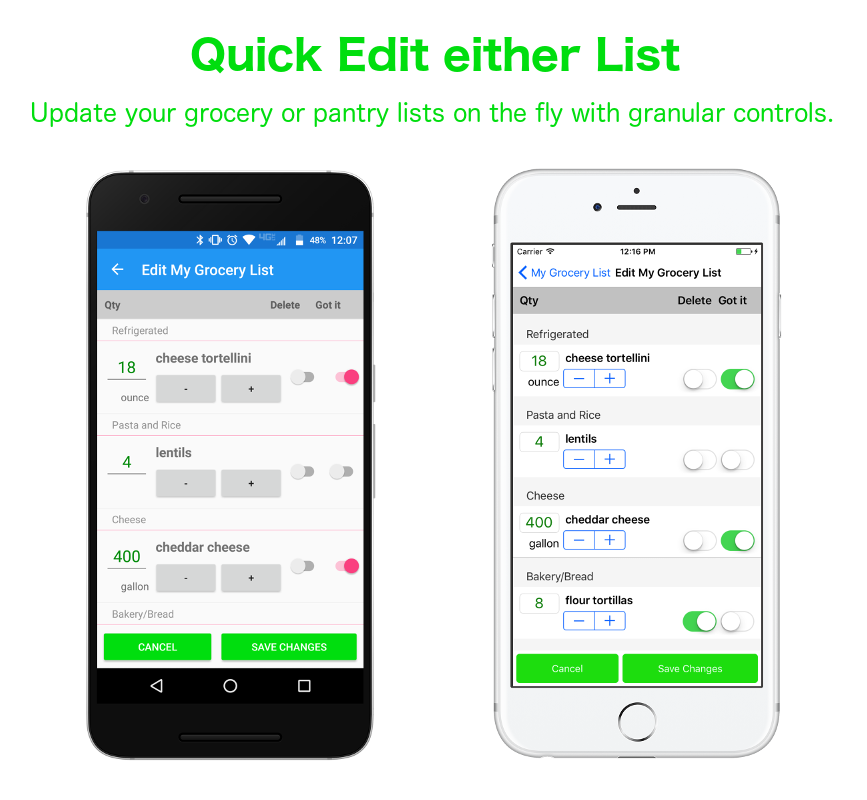 Quick Edit either List
Update your grocery or pantry lists on the fly with granular controls.
4G 48% 12:07
Edit My Grocery List
Qty Delete Got it
Refrigerated
cheese tortellini
18
- +
ounce
Pasta and Rice
lentils
4
- +
Cheese
cheddar cheese
400
- +
gallon
Bakery/Bread
CANCEL SAVE CHANGES
Carrier 12:16 PM
My Grocery List Edit My Grocery List
Qty Delete Got it
Refrigerated
18 cheese tortellini
ounce − +
Pasta and Rice
4 lentils
− +
Cheese
400 cheddar cheese
gallon − +
Bakery/Bread
8 flour tortillas
− +
Cancel Save Changes